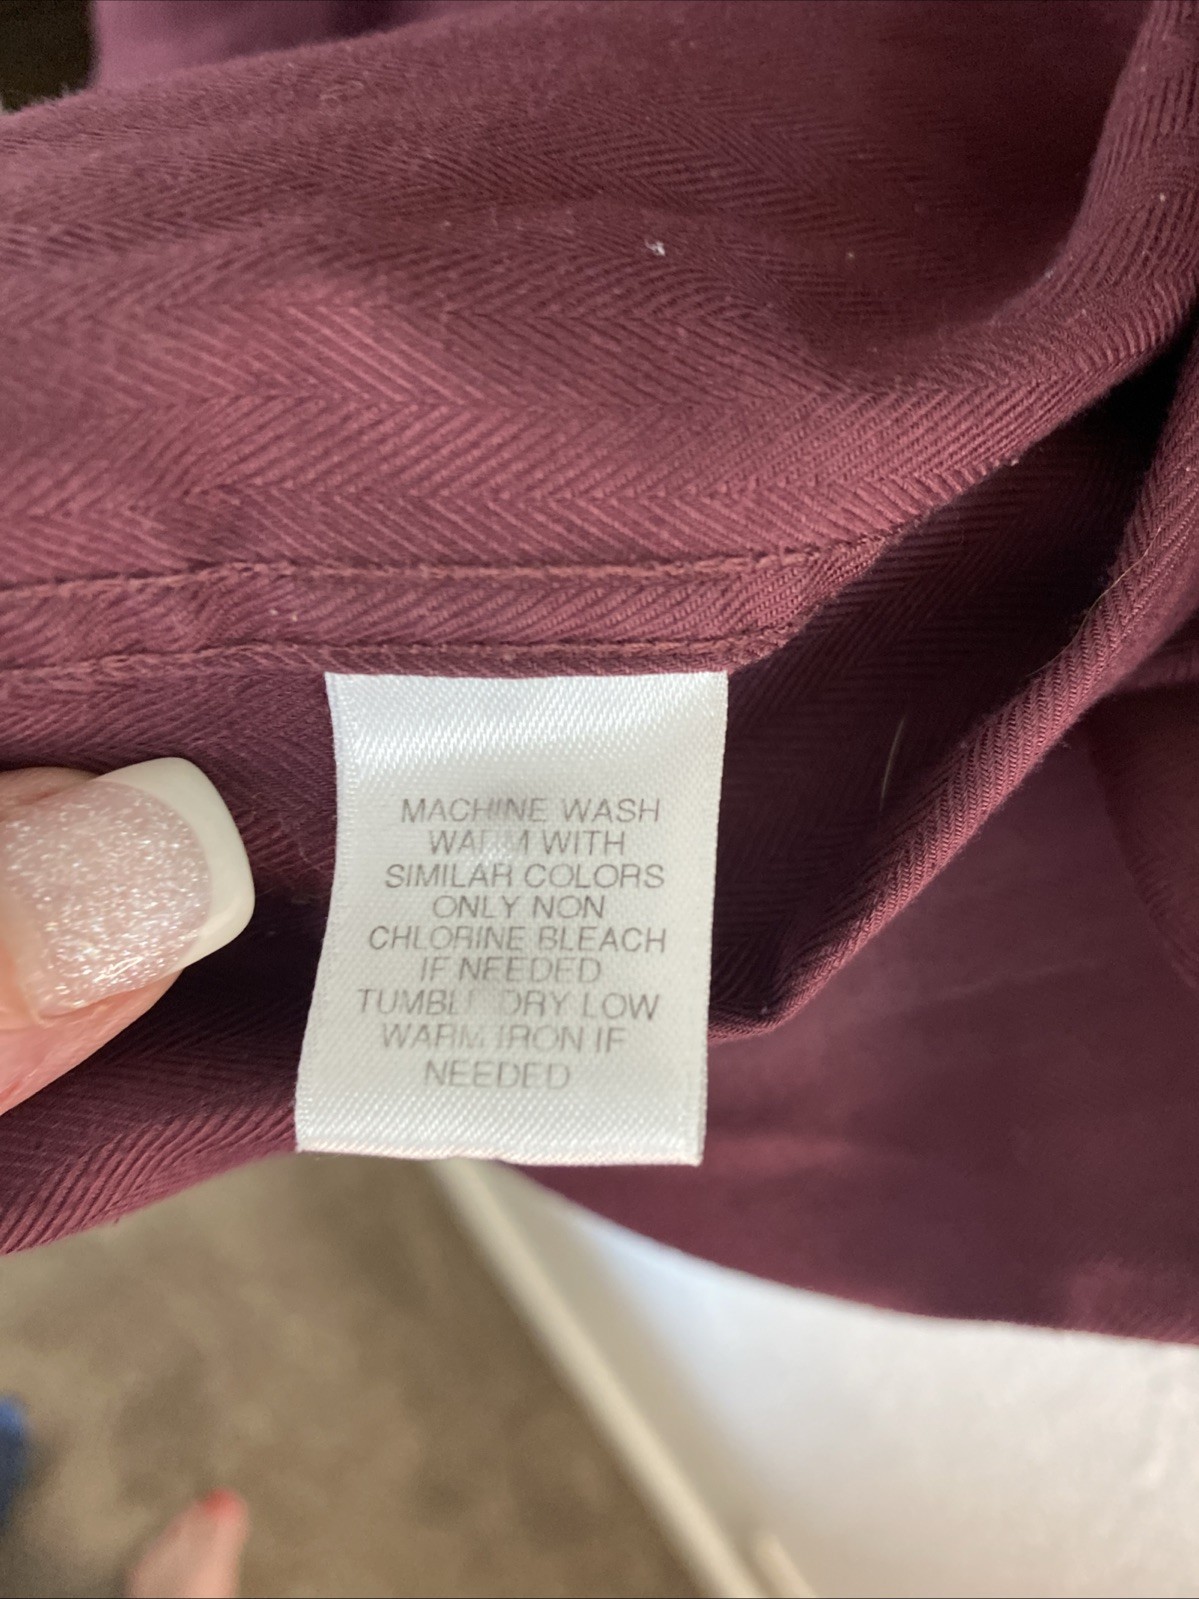 MACHINE WASH
WARM WITH
SIMILAR COLORS
ONLY NON
CHLORINE BLEACH
IF NEEDED
TUMBLE DRY LOW
WARM IRON IF
NEEDED